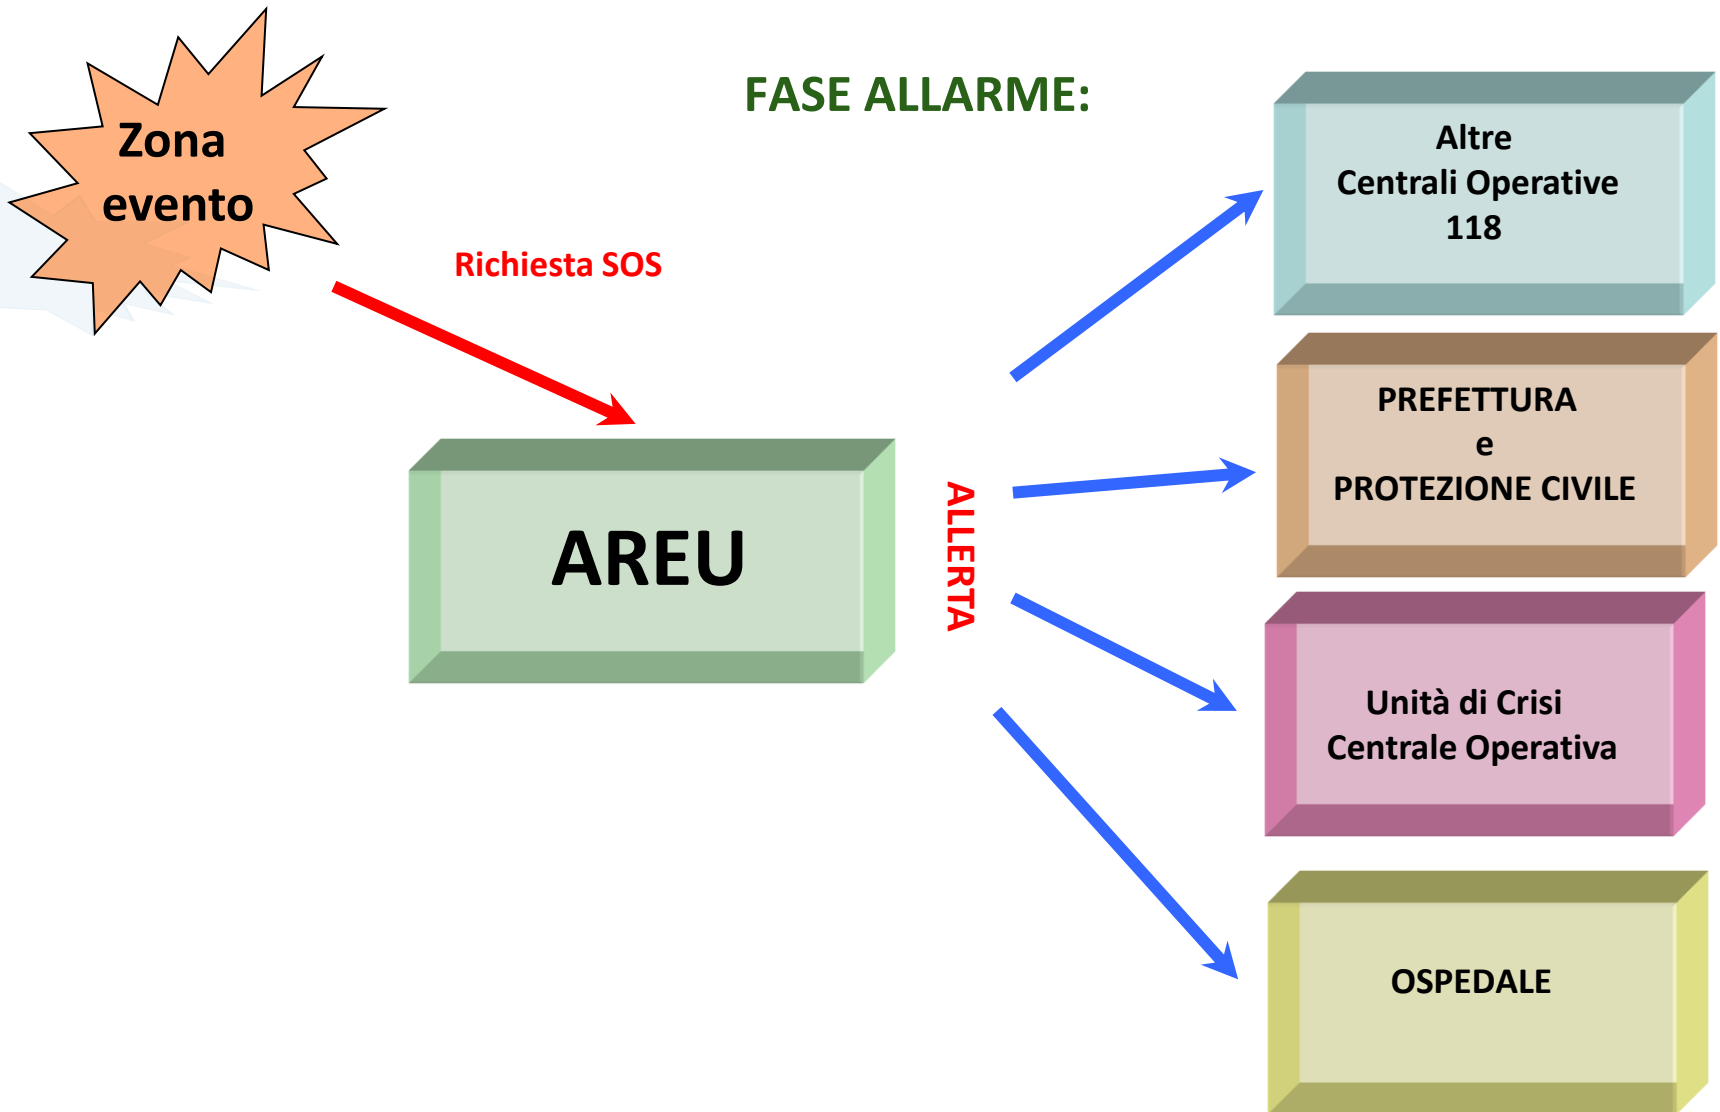 FASE ALLARME:
Zona
evento
Richiesta SOS
AREU
ALLERTA
Altre
Centrali Operative
118
PREFETTURA
e
PROTEZIONE CIVILE
Unità di Crisi
Centrale Operativa
OSPEDALE